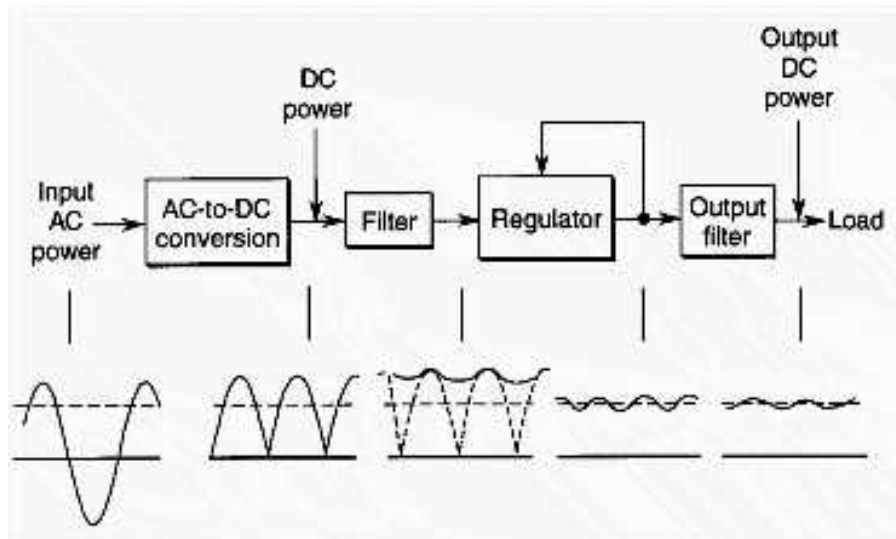 Output
DC
power
DC
power
Input
AC
power
AC-to-DC
conversion
Filter
Regulator
Output
filter
Load